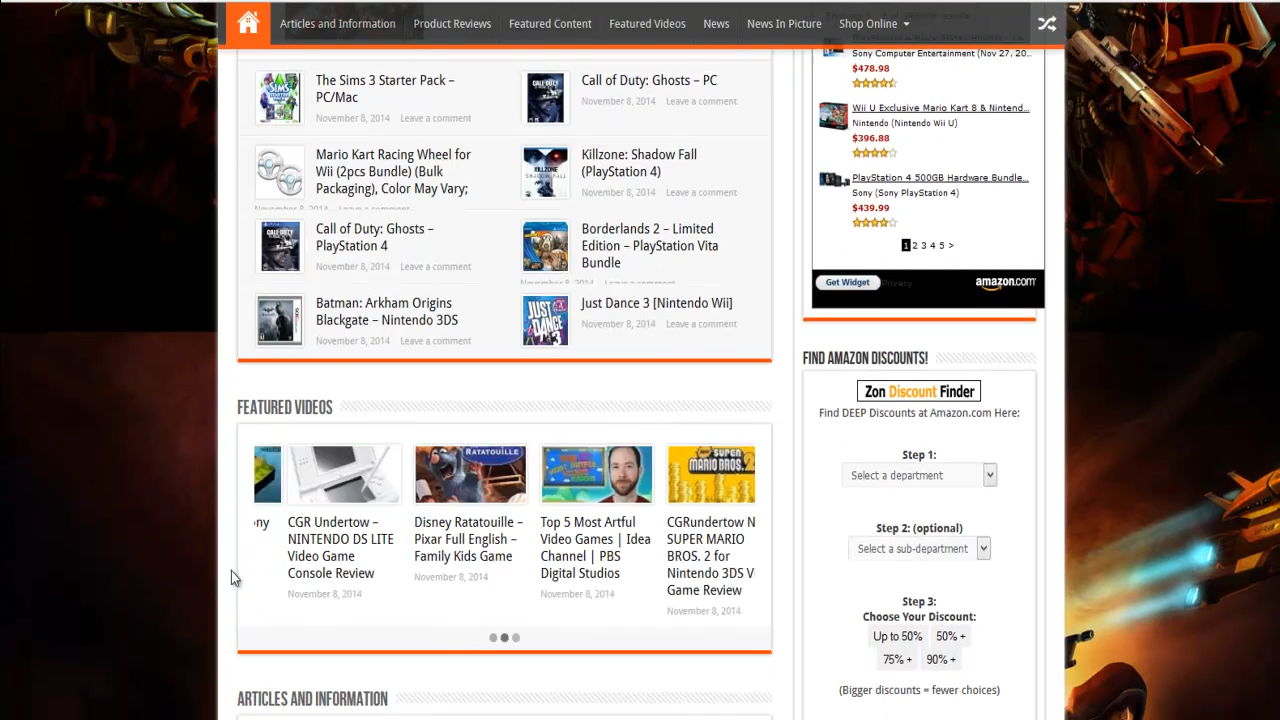 Articles and Information Product Reviews Featured Content Featured Videos News News In Picture Shop Online
The Sims 3 Starter Pack –
PC/Mac
November 8, 2014 Leave a comment
Call of Duty: Ghosts – PC
November 8, 2014 Leave a comment
Mario Kart Racing Wheel for
Wii (2pcs Bundle) (Bulk
Packaging), Color May Vary;
November 8, 2014 Leave a comment
Killzone: Shadow Fall
(PlayStation 4)
November 8, 2014 Leave a comment
Call of Duty: Ghosts –
PlayStation 4
November 8, 2014 Leave a comment
Borderlands 2 – Limited
Edition – PlayStation Vita
Bundle
November 8, 2014 Leave a comment
Batman: Arkham Origins
Blackgate – Nintendo 3DS
November 8, 2014 Leave a comment
Just Dance 3 [Nintendo Wii]
November 8, 2014 Leave a comment
FEATURED VIDEOS
ony
CGR Undertow –
NINTENDO DS LITE
Video Game
Console Review
November 8, 2014
RATATOUILLE
Disney Ratatouille –
Pixar Full English –
Family Kids Game
November 8, 2014
Top 5 Most Artful
Video Games | Idea
Channel | PBS
Digital Studios
November 8, 2014
SUPER
MARIO BROS. 2
CGRundertow N
SUPER MARIO
BROS. 2 for
Nintendo 3DS V
Game Review
November 8, 2014
ARTICLES AND INFORMATION
Sony Computer Entertainment (Nov 27, 20...
$478.98
Wii U Exclusive Mario Kart 8 & Nintend...
Nintendo (Nintendo Wii U)
$396.88
PlayStation 4 500GB Hardware Bundle...
Sony (Sony PlayStation 4)
$439.99
1 2 3 4 5 >
Get Widget Privacy amazon.com
FIND AMAZON DISCOUNTS!
Zon Discount Finder
Find DEEP Discounts at Amazon.com Here:
Step 1:
Select a department
Step 2: (optional)
Select a sub-department
Step 3:
Choose Your Discount:
Up to 50% 50% +
75% + 90% +
(Bigger discounts = fewer choices)